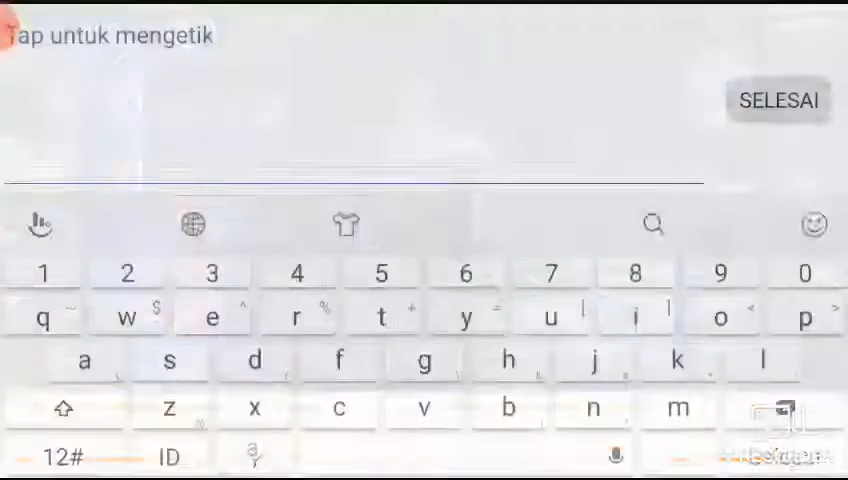 Tap untuk mengetik
SELESAI
1 2 3 4 5 6 7 8 9 0
q w $ e ^ r % t + y = u [ i ] o < p >
a s d f g h j k l
z x c v b n m
12# ID